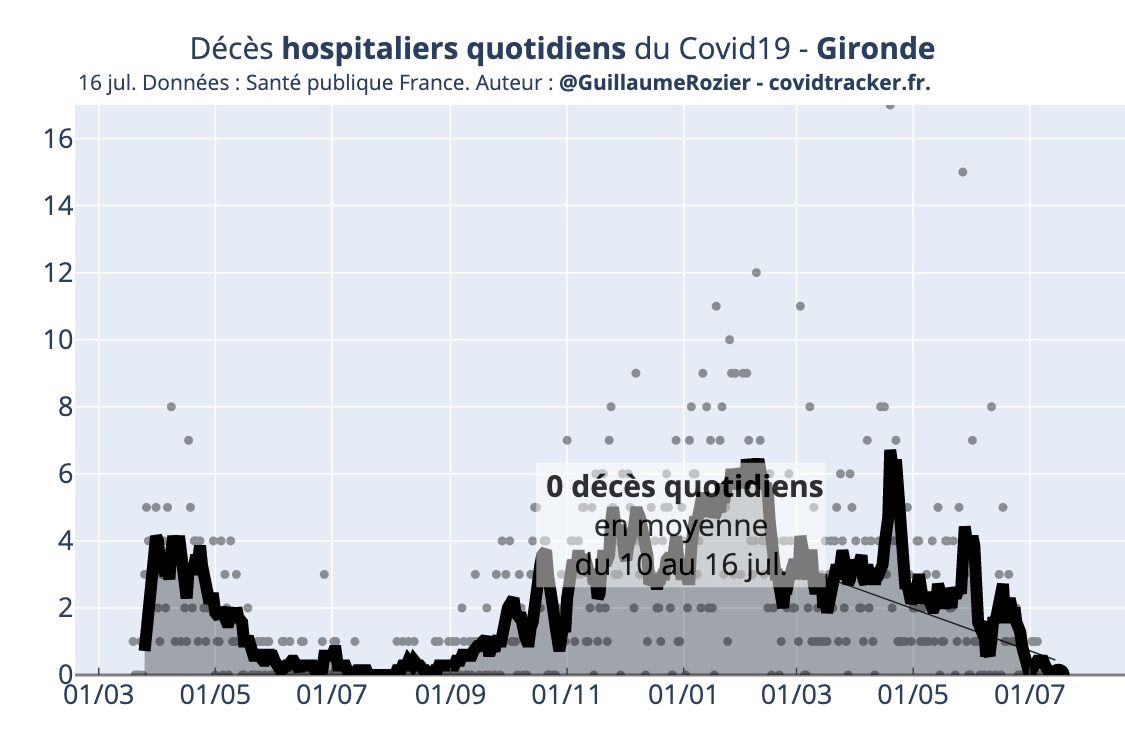 Décès hospitaliers quotidiens du Covid19 - Gironde
16 jul. Données : Santé publique France. Auteur : @GuillaumeRozier - covidtracker.fr.
16
14
12
10
8
6
4
2
0
0 décès quotidiens
en moyenne
du 10 au 16 jul.
01/03 01/05 01/07 01/09 01/11 01/01 01/03 01/05 01/07